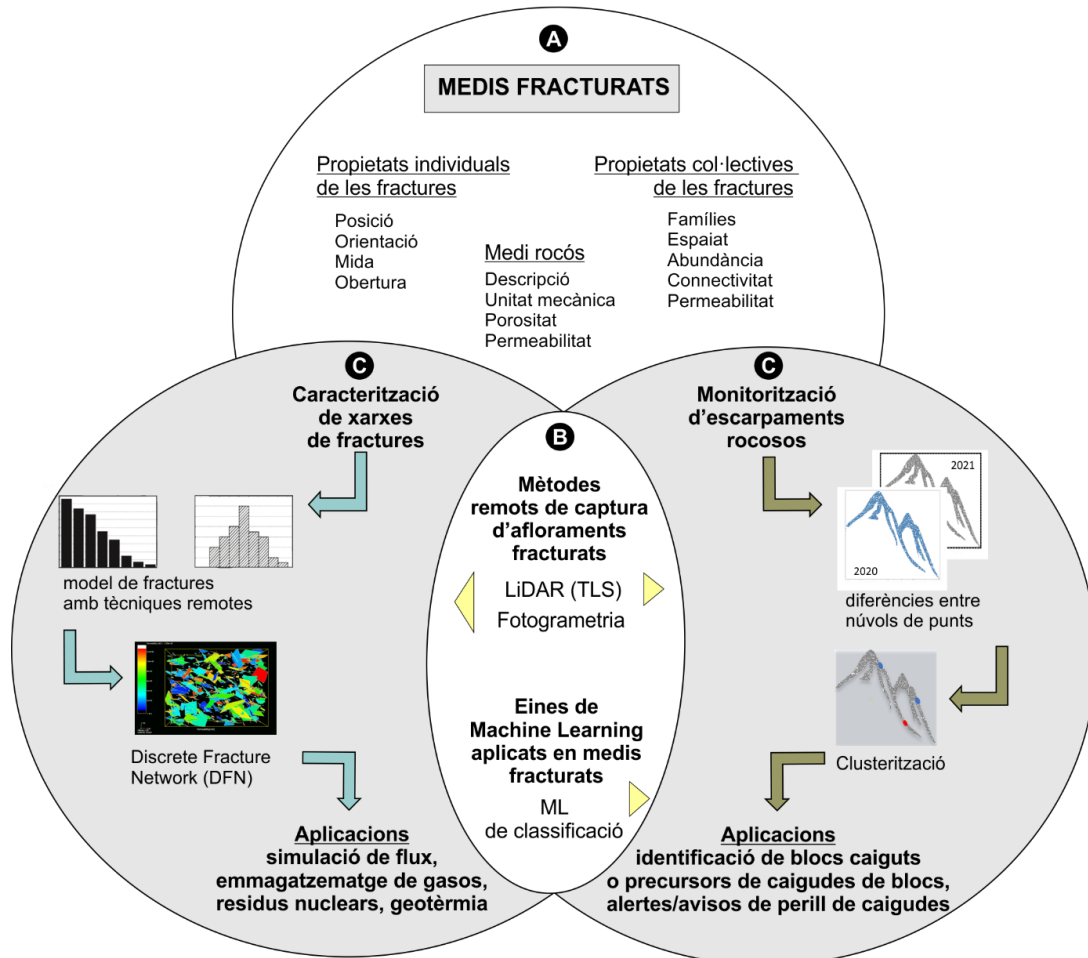 A
MEDIS FRACTURATS
Propietats individuals
de les fractures
Posició
Orientació
Mida
Obertura
Medi rocós
Descripció
Unitat mecànica
Porositat
Permeabilitat
Propietats col·lectives
de les fractures
Famílies
Espaiat
Abundància
Connectivitat
Permeabilitat
C
Caracterització
de xarxes
de fractures
model de fractures
amb tècniques remotes
Discrete Fracture
Network (DFN)
Aplicacions
simulació de flux,
emmagatzematge de gasos,
residus nuclears, geotèrmia
B
Mètodes
remots de captura
d'afloraments
fracturats
LiDAR (TLS)
Fotogrametria
Eines de
Machine Learning
aplicats en medis
fracturats
ML
de classificació
C
Monitorització
d'escarpaments
rocosos
2021
2020
diferències entre
núvols de punts
Clusterització
Aplicacions
identificació de blocs caiguts
o precursors de caigudes de blocs,
alertes/avisos de perill de caigudes